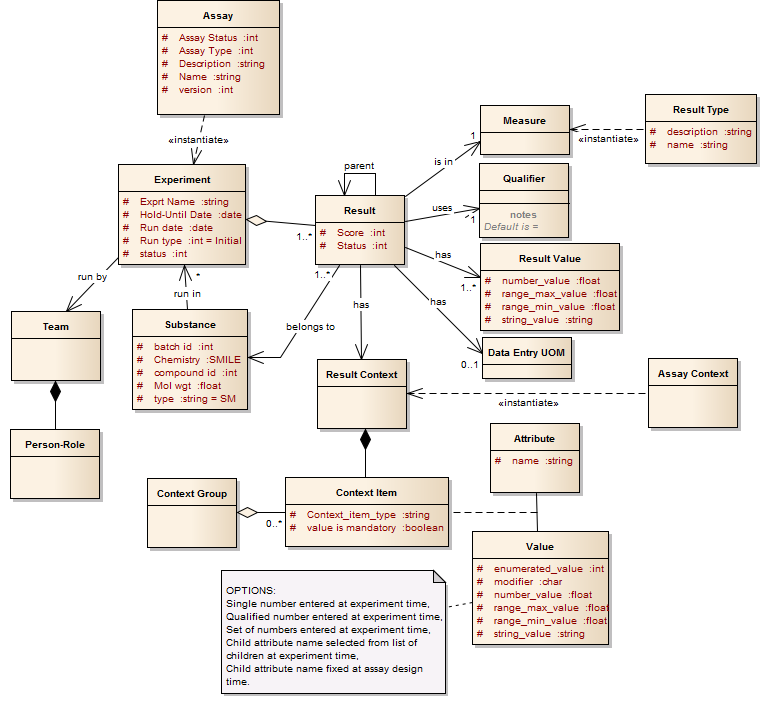 Assay
# Assay Status :int
# Assay Type :int
# Description :string
# Name :string
# version :int
«instantiate»
Experiment
# Exprt Name :string
# Hold-Until Date :date
# Run date :date
# Run type :int = Initial
# status :int
parent
Result
# Score :int
# Status :int
1..*
1..*
is in
1
Measure
«instantiate»
Result Type
# description :string
# name :string
uses
1
Qualifier
notes
Default is =
has
1..*
Result Value
# number_value :float
# range_max_value :float
# range_min_value :float
# string_value :string
has
0..1
Data Entry UOM
run by
*
run in
Team
Substance
# batch id :int
# Chemistry :SMILE
# compound id :int
# Mol wgt :float
# type :string = SM
belongs to
has
Result Context
«instantiate»
Assay Context
Person-Role
Attribute
# name :string
Context Group
0..*
Context Item
# Context_item_type :string
# value is mandatory :boolean
Value
# enumerated_value :int
# modifier :char
# number_value :float
# range_max_value :float
# range_min_value :float
# string_value :string
OPTIONS:
Single number entered at experiment time,
Qualified number entered at experiment time,
Set of numbers entered at experiment time,
Child attribute name selected from list of
children at experiment time,
Child attribute name fixed at assay design
time.